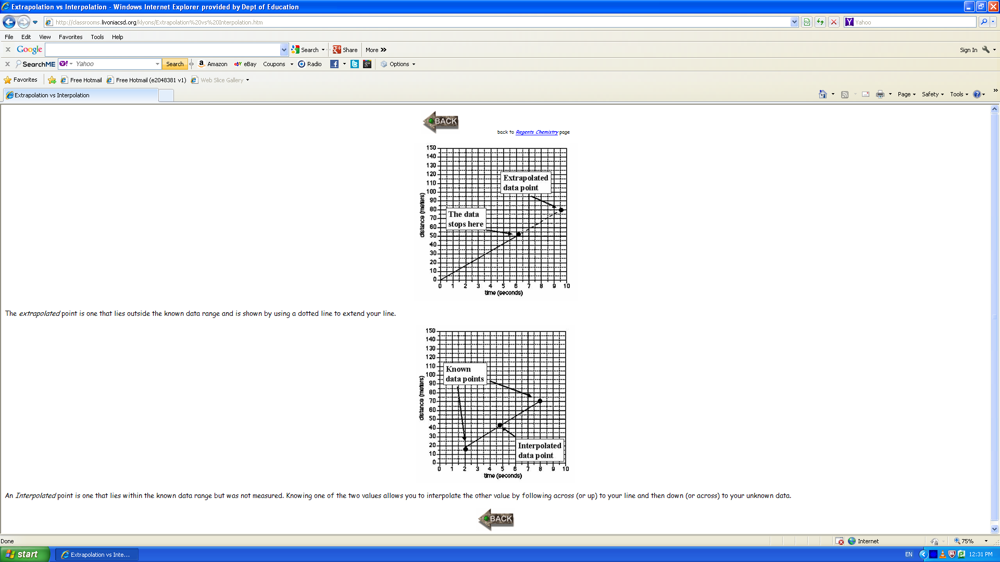 Extrapolation vs Interpolation - Windows Internet Explorer provided by Dept of Education
http://classrooms.livoniacsd.org/klyons/Extrapolation%20vs%20Interpolation.htm
Yahoo
File Edit View Favorites Tools Help
x Google Search Share More »
Sign In
x SearchME Y! Yahoo Search Amazon eBay Coupons Radio Options
Favorites Free Hotmail Free Hotmail (e2048381 v1) Web Slice Gallery
Extrapolation vs Interpolation
Page Safety Tools »
BACK
back to Regents Chemistry page
150
140
130
120
110
100
90
80
70
60
50
40
30
20
10
0
distance (meters)
Extrapolated
data point
The data
stops here
0 1 2 3 4 5 6 7 8 9 10
time (seconds)
The extrapolated point is one that lies outside the known data range and is shown by using a dotted line to extend your line.
150
140
130
120
110
100
90
80
70
60
50
40
30
20
10
0
distance (meters)
Known
data points
Interpolated
data point
0 1 2 3 4 5 6 7 8 9 10
time (seconds)
An Interpolated point is one that lies within the known data range but was not measured. Knowing one of the two values allows you to interpolate the other value by following across (or up) to your line and then down (or across) to your unknown data.
BACK
Done
Internet
75%
start
Extrapolation vs Inte...
EN
12:31 PM